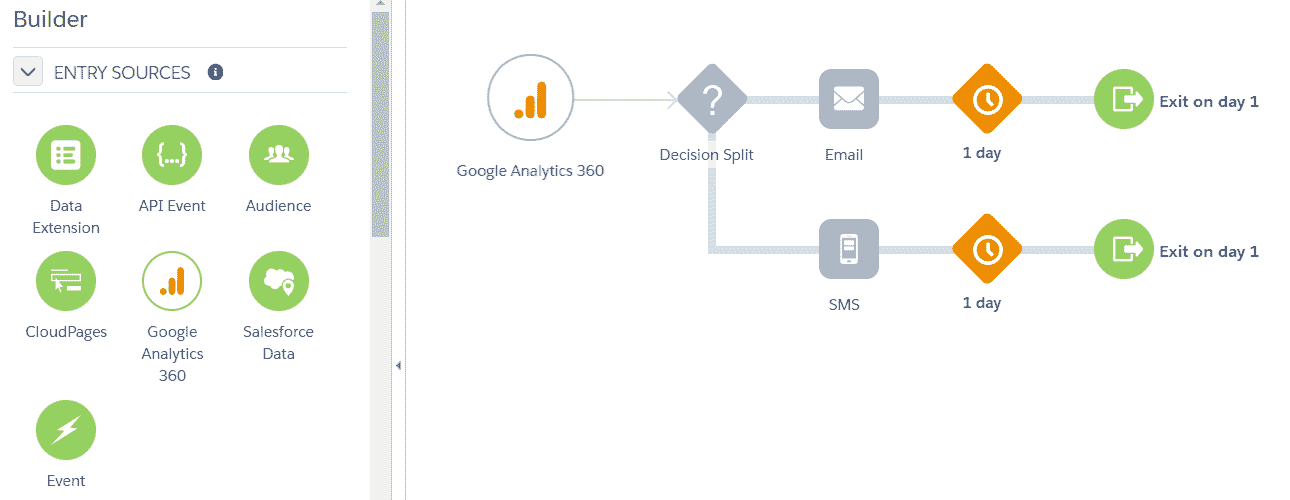 Builder
ENTRY SOURCES
Data
Extension
API Event
Audience
CloudPages
Google
Analytics
360
Salesforce
Data
Event
Google Analytics 360
Decision Split
Email
1 day
Exit on day 1
SMS
1 day
Exit on day 1